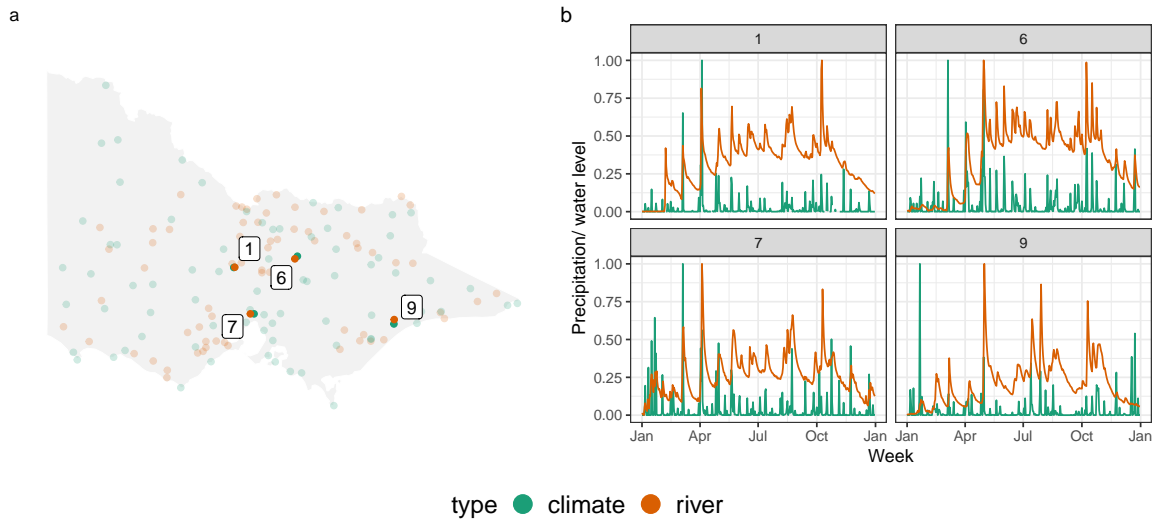 a
1
6
7
9
b
1
6
Precipitation/ water level
1.00
0.75
0.50
0.25
0.00
7
9
1.00
0.75
0.50
0.25
0.00
Jan Apr Jul Oct Jan
Jan Apr Jul Oct Jan
Week
type climate river